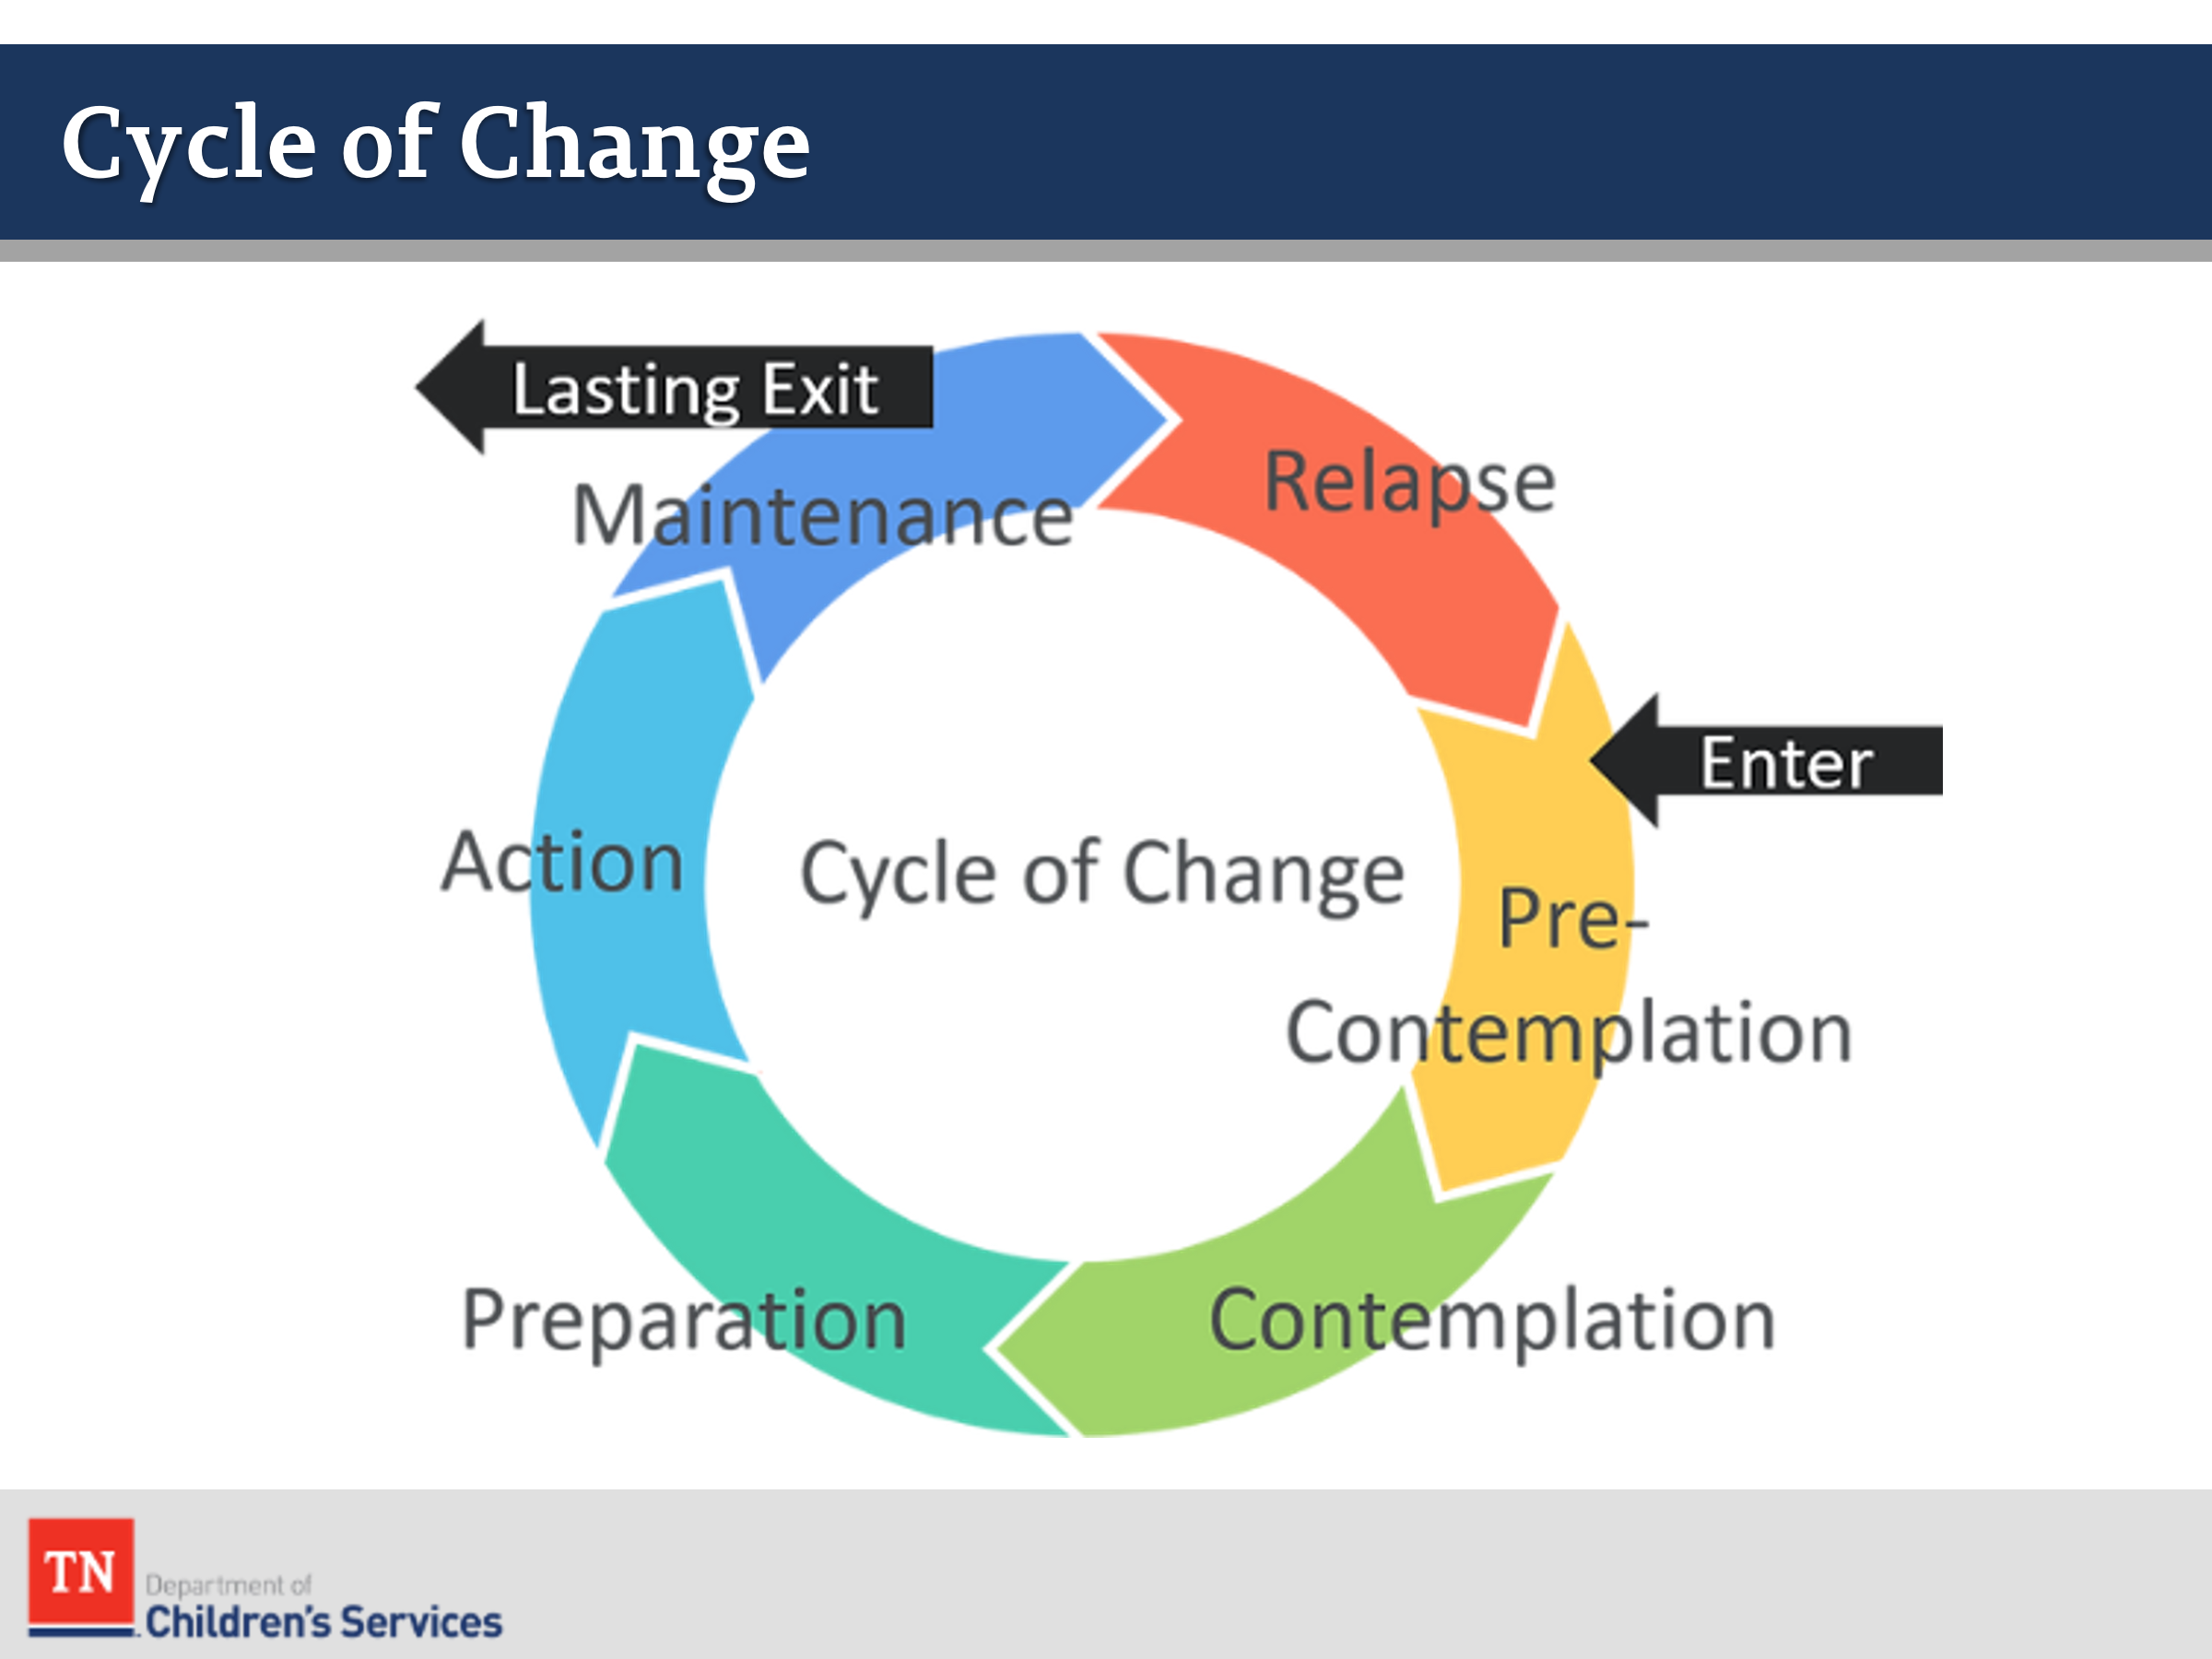 Cycle of Change
Lasting Exit
Maintenance
Relapse
Enter
Action
Cycle of Change
Pre-
Contemplation
Preparation
Contemplation
TN
Department of
Children's Services